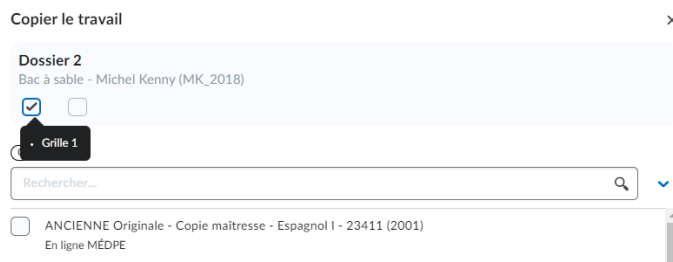 Copier le travail
Dossier 2
Bac à sable - Michel Kenny (MK_2018)
• Grille 1
Rechercher...
ANCIENNE Originale - Copie maîtresse - Espagnol I - 23411 (2001)
En ligne MÉDPE